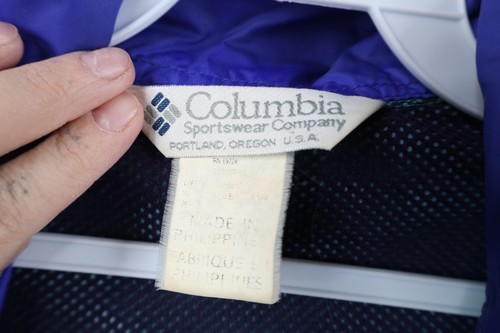 Columbia
Sportswear Company
PORTLAND, OREGON U.S.A.
MADE IN
PHILIPPINES
FABRIQUE
PHILIPPINES